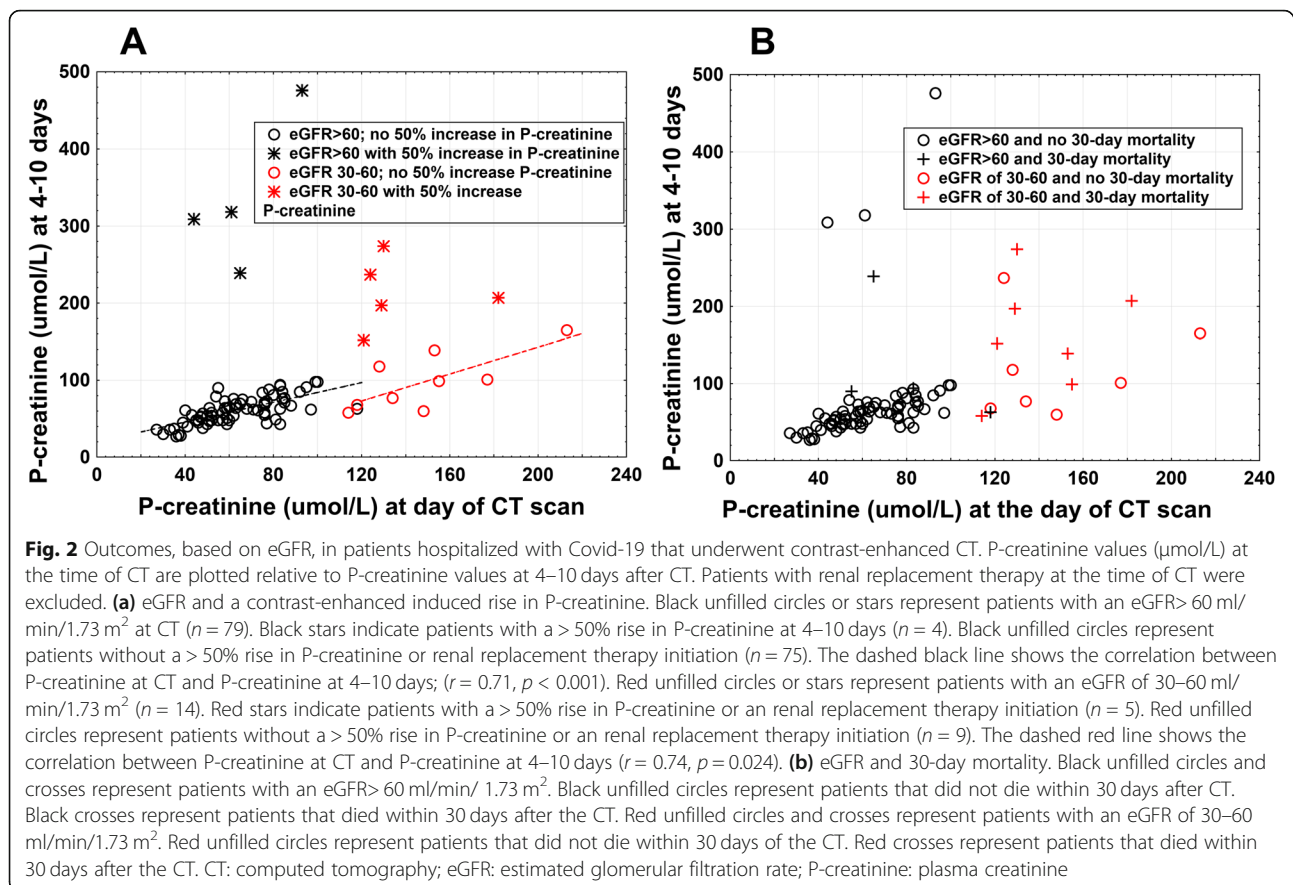 A
B
500
400
300
200
100
0
0
40
80
120
160
200
240
P-creatinine (umol/L) at 4-10 days
P-creatinine (umol/L) at day of CT scan
eGFR>60; no 50% increase in P-creatinine
eGFR>60 with 50% increase in P-creatinine
eGFR 30-60; no 50% increase P-creatinine
eGFR 30-60 with 50% increase
P-creatinine
500
400
300
200
100
0
0
40
80
120
160
200
240
P-creatinine (umol/L) at 4-10 days
P-creatinine (umol/L) at the day of CT scan
eGFR>60 and no 30-day mortality
eGFR>60 and 30-day mortality
eGFR of 30-60 and no 30-day mortality
eGFR of 30-60 and 30-day mortality
Fig. 2 Outcomes, based on eGFR, in patients hospitalized with Covid-19 that underwent contrast-enhanced CT. P-creatinine values (μmol/L) at
the time of CT are plotted relative to P-creatinine values at 4–10 days after CT. Patients with renal replacement therapy at the time of CT were
excluded. (a) eGFR and a contrast-enhanced induced rise in P-creatinine. Black unfilled circles or stars represent patients with an eGFR> 60 ml/
min/1.73 m² at CT (n = 79). Black stars indicate patients with a > 50% rise in P-creatinine at 4–10 days (n = 4). Black unfilled circles represent
patients without a > 50% rise in P-creatinine or renal replacement therapy initiation (n = 75). The dashed black line shows the correlation between
P-creatinine at CT and P-creatinine at 4–10 days; (r = 0.71, p < 0.001). Red unfilled circles or stars represent patients with an eGFR of 30–60 ml/
min/1.73 m² (n = 14). Red stars indicate patients with a > 50% rise in P-creatinine or an renal replacement therapy initiation (n = 5). Red unfilled
circles represent patients without a > 50% rise in P-creatinine or an renal replacement therapy initiation (n = 9). The dashed red line shows the
correlation between P-creatinine at CT and P-creatinine at 4–10 days (r = 0.74, p = 0.024). (b) eGFR and 30-day mortality. Black unfilled circles and
crosses represent patients with an eGFR> 60 ml/min/ 1.73 m². Black unfilled circles represent patients that did not die within 30 days after CT.
Black crosses represent patients that died within 30 days after the CT. Red unfilled circles and crosses represent patients with an eGFR of 30–60
ml/min/1.73 m². Red unfilled circles represent patients that did not die within 30 days of the CT. Red crosses represent patients that died within
30 days after the CT. CT: computed tomography; eGFR: estimated glomerular filtration rate; P-creatinine: plasma creatinine